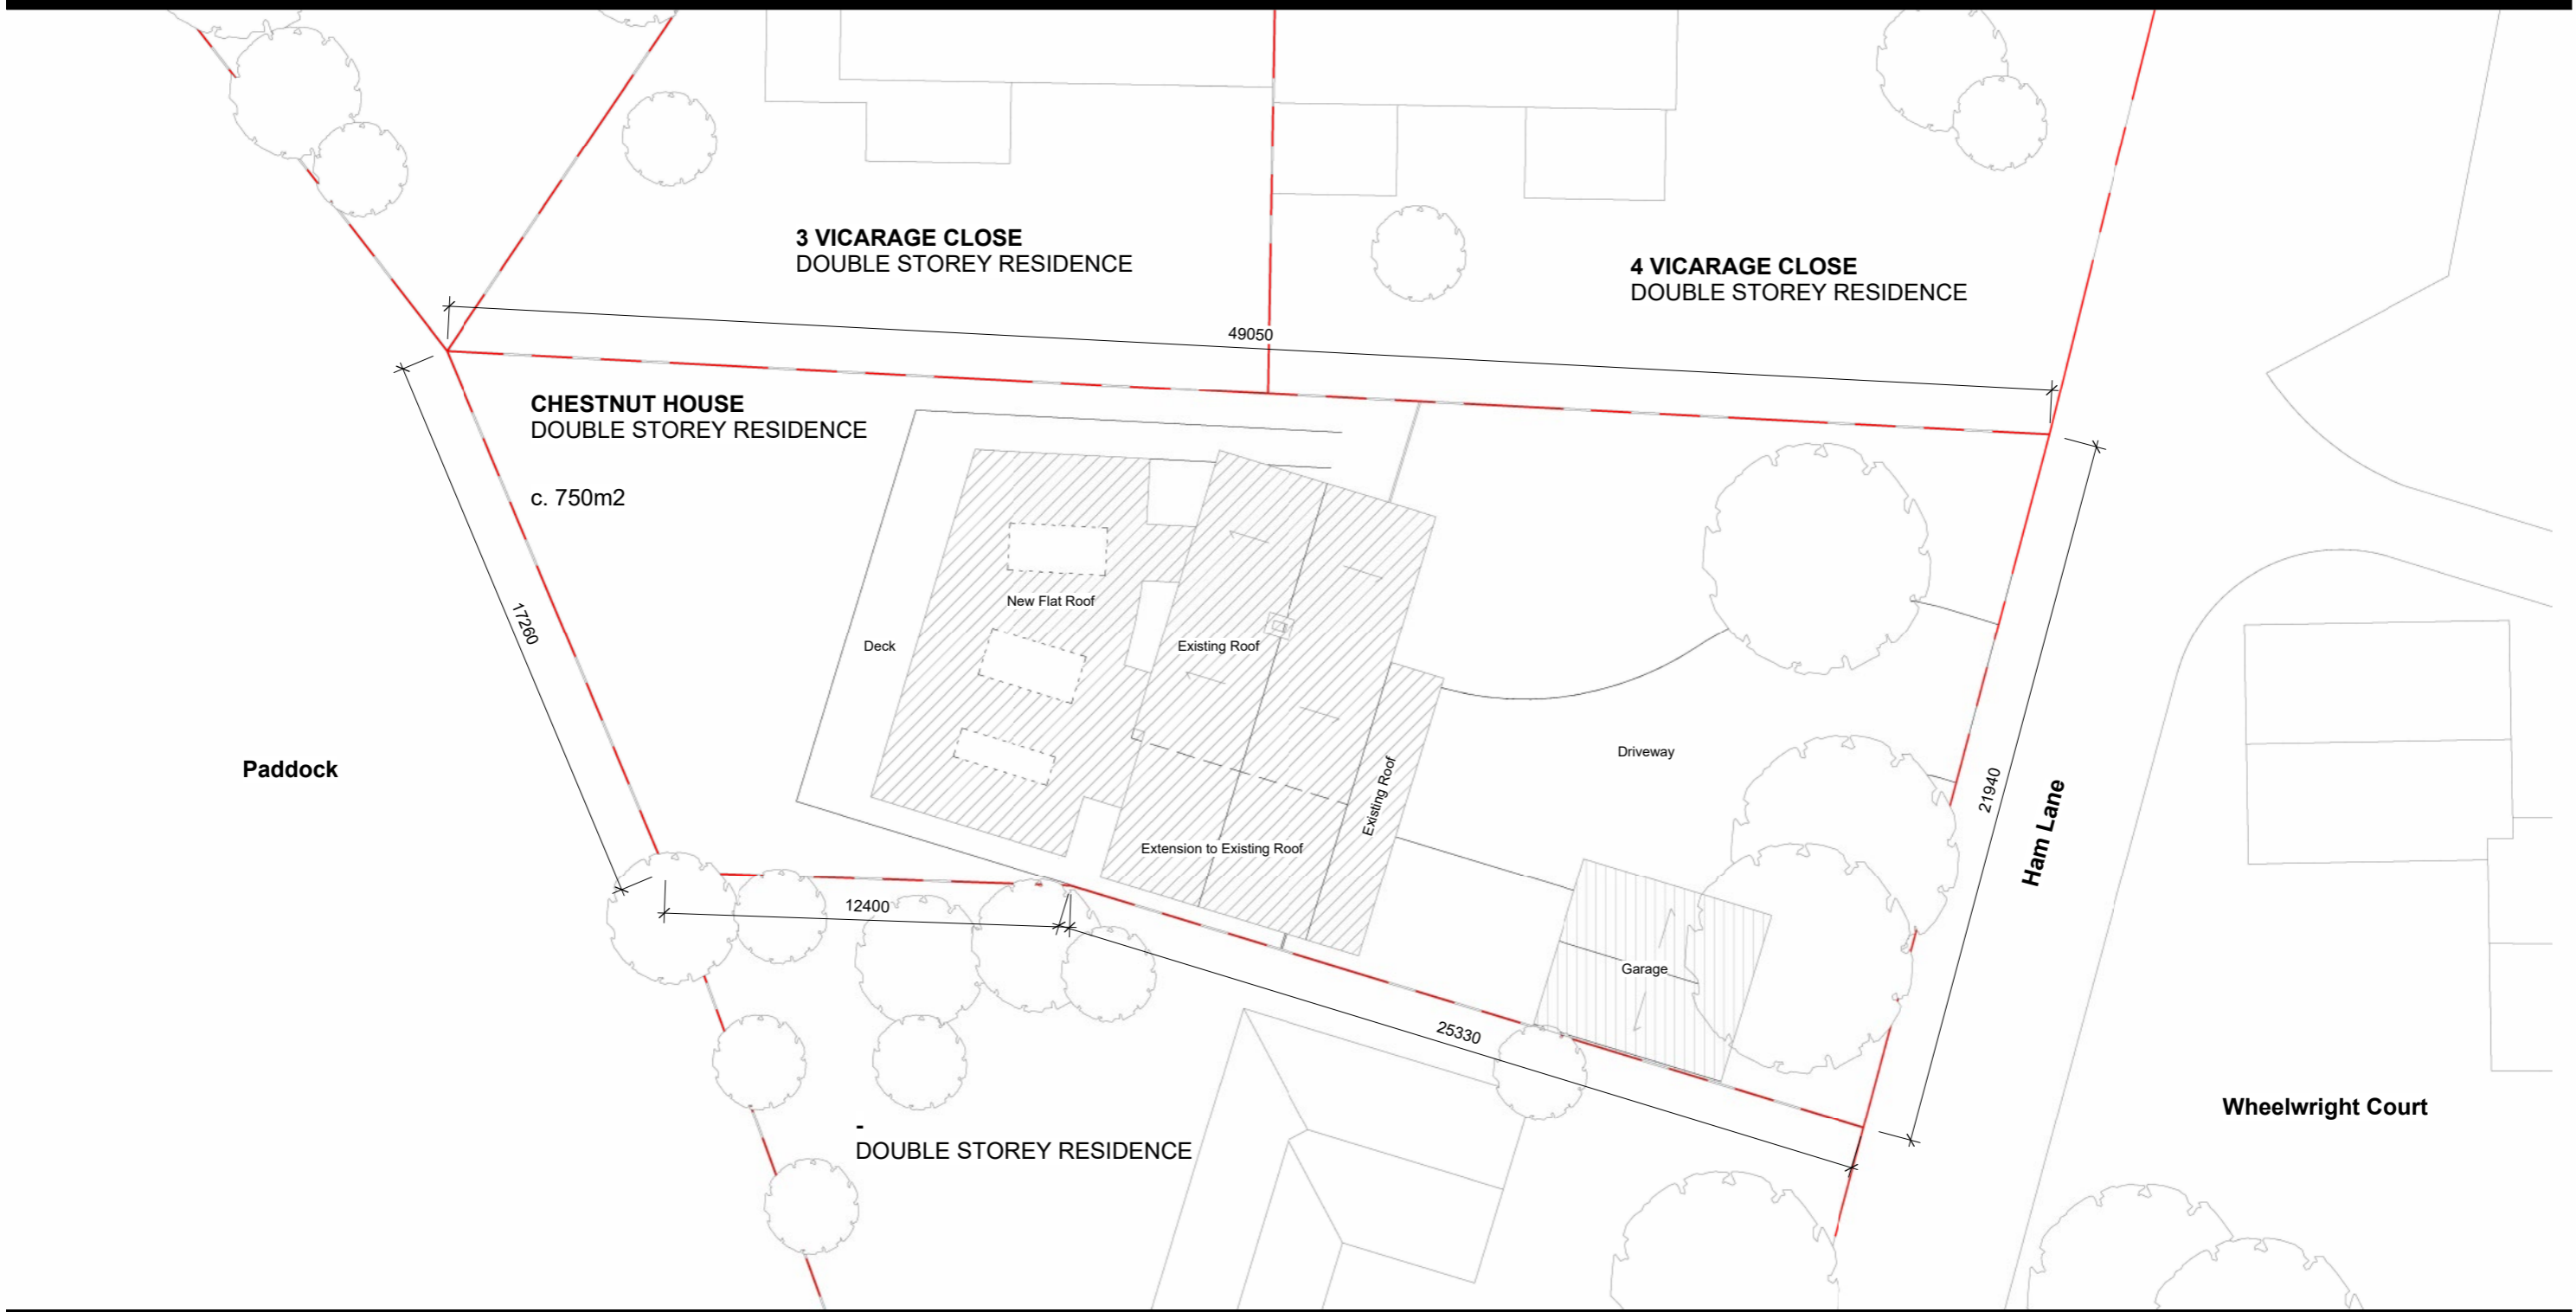 3 VICARAGE CLOSE
DOUBLE STOREY RESIDENCE
4 VICARAGE CLOSE
DOUBLE STOREY RESIDENCE
49050
CHESTNUT HOUSE
DOUBLE STOREY RESIDENCE
c. 750m2
17260
New Flat Roof
Deck
Existing Roof
Existing Roof
Driveway
Paddock
21940
Ham Lane
Extension to Existing Roof
12400
Garage
25330
Wheelwright Court
-
DOUBLE STOREY RESIDENCE